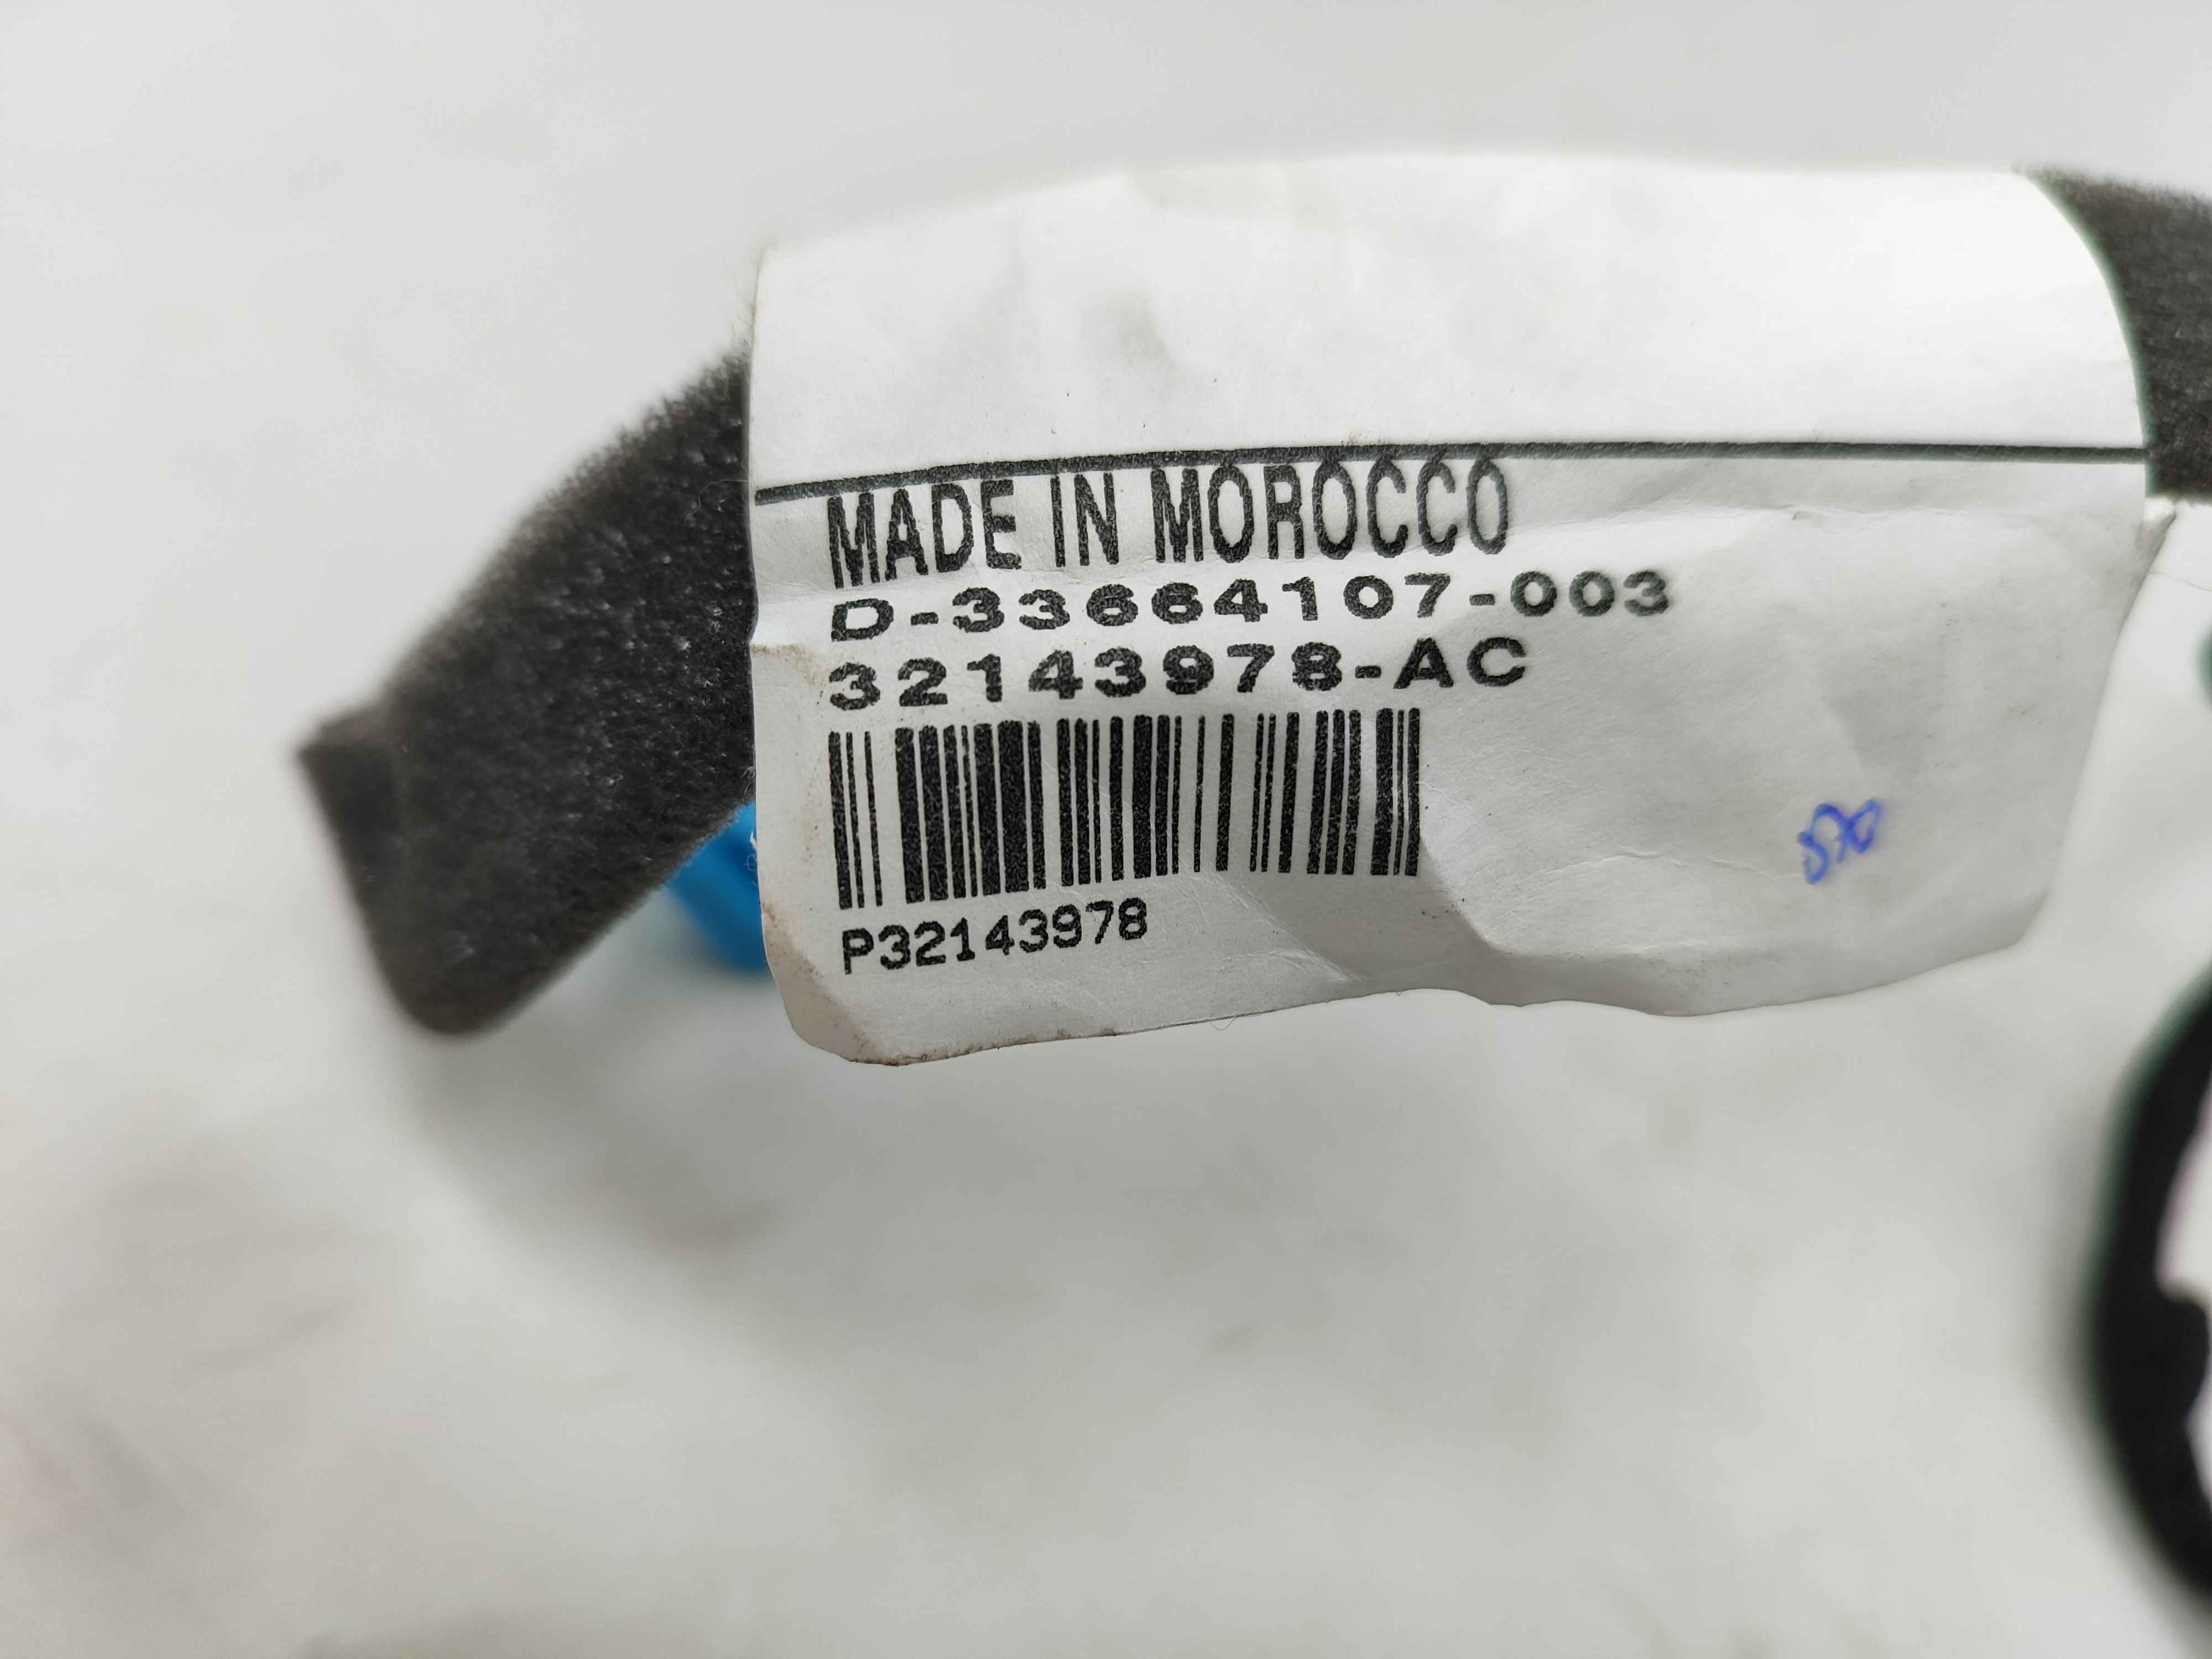 MADE IN MOROCCO
D-33664107-003
32143978-AC
P32143978